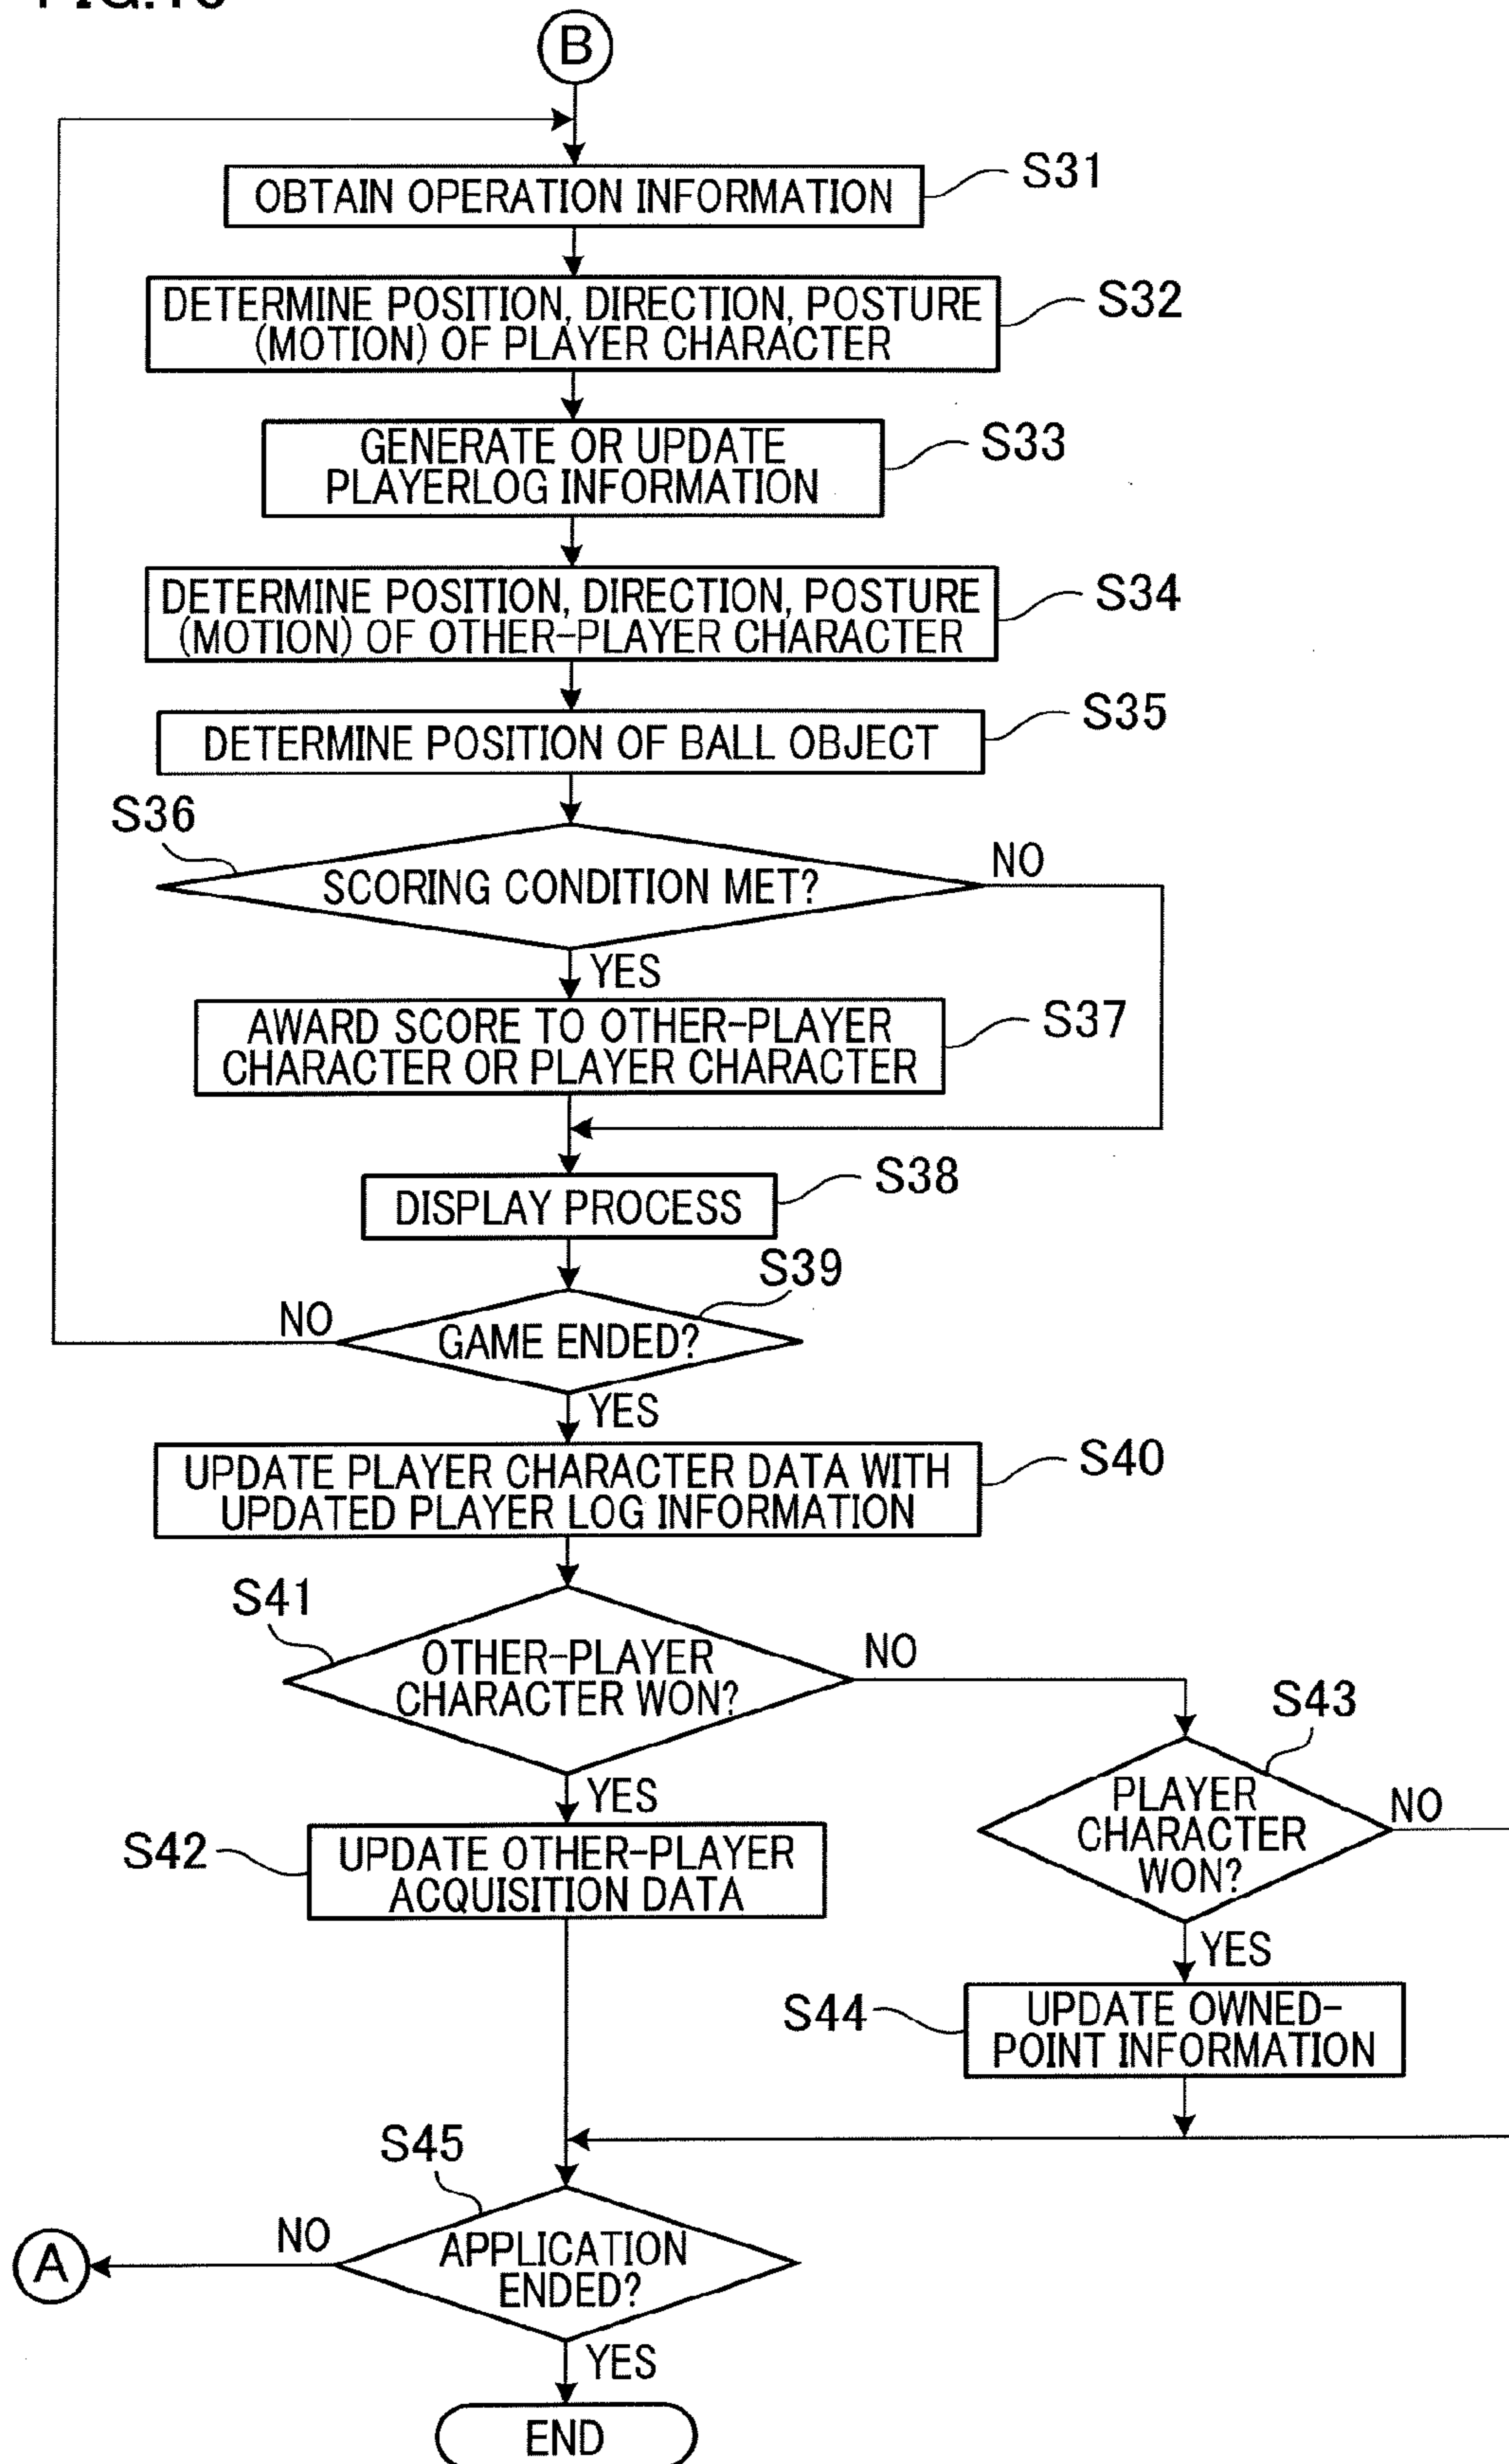 B
OBTAIN OPERATION INFORMATION
S31
DETERMINE POSITION, DIRECTION, POSTURE
(MOTION) OF PLAYER CHARACTER
S32
GENERATE OR UPDATE
PLAYERLOG INFORMATION
S33
DETERMINE POSITION, DIRECTION, POSTURE
(MOTION) OF OTHER-PLAYER CHARACTER
S34
DETERMINE POSITION OF BALL OBJECT
S35
S36
SCORING CONDITION MET?
NO
YES
AWARD SCORE TO OTHER-PLAYER
CHARACTER OR PLAYER CHARACTER
S37
DISPLAY PROCESS
S38
S39
GAME ENDED?
NO
YES
UPDATE PLAYER CHARACTER DATA WITH
UPDATED PLAYER LOG INFORMATION
S40
S41
OTHER-PLAYER
CHARACTER WON?
NO
YES
S43
PLAYER
CHARACTER
WON?
NO
YES
S42
UPDATE OTHER-PLAYER
ACQUISITION DATA
S44
UPDATE OWNED-
POINT INFORMATION
S45
APPLICATION
ENDED?
NO
A
YES
END